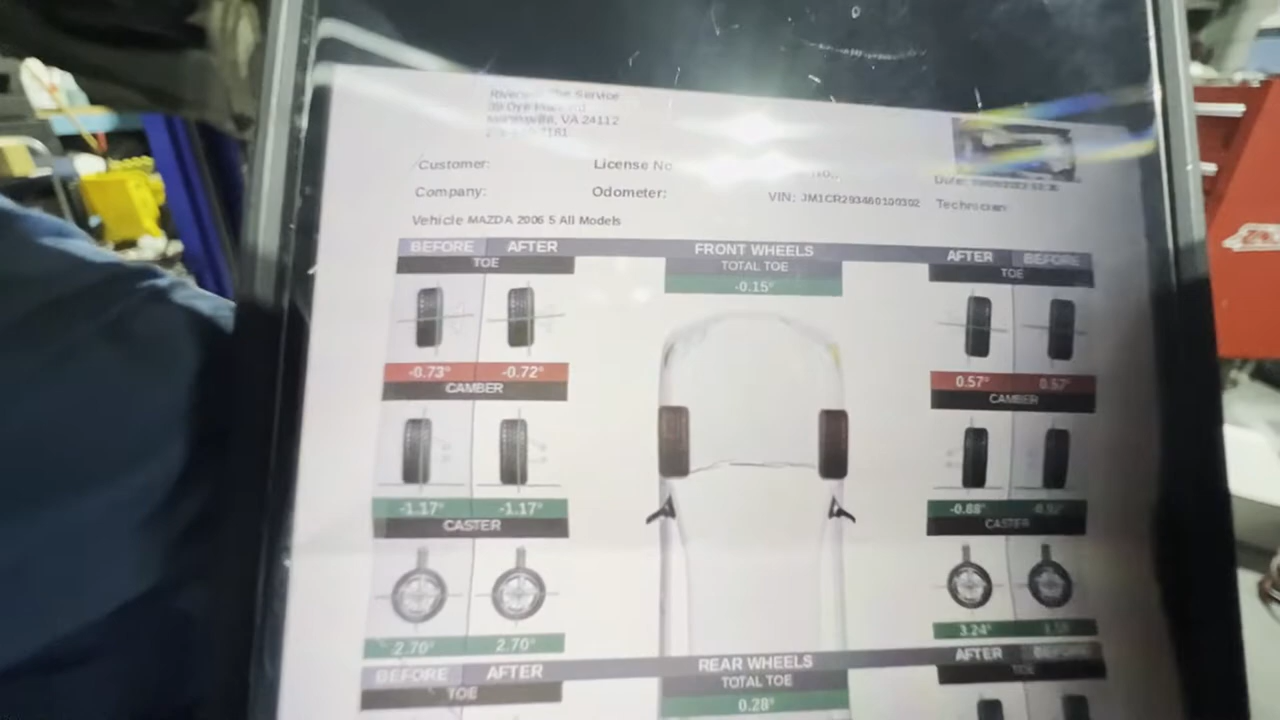 Service
VA 24112
Customer:
License No
Company:
Odometer:
VIN:
Technician:
Vehicle MAZDA 2006 5 All Models
BEFORE AFTER
FRONT WHEELS
AFTER BEFORE
TOE
TOTAL TOE
TOE
-0.15°
-0.73° -0.72°
0.57° 0.57°
CAMBER
CAMBER
-1.17° -1.17°
-0.88°
CASTER
CASTER
2.70° 2.70°
3.24°
BEFORE AFTER
REAR WHEELS
AFTER BEFORE
TOE
TOTAL TOE
TOE
0.28°